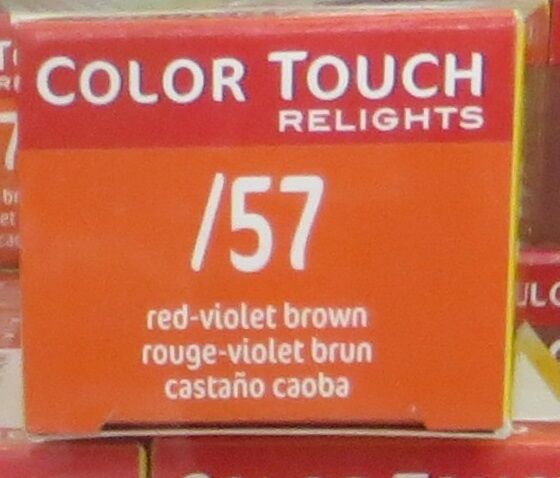 COLOR TOUCH
RELIGHTS
/57
red-violet brown
rouge-violet brun
castaño caoba